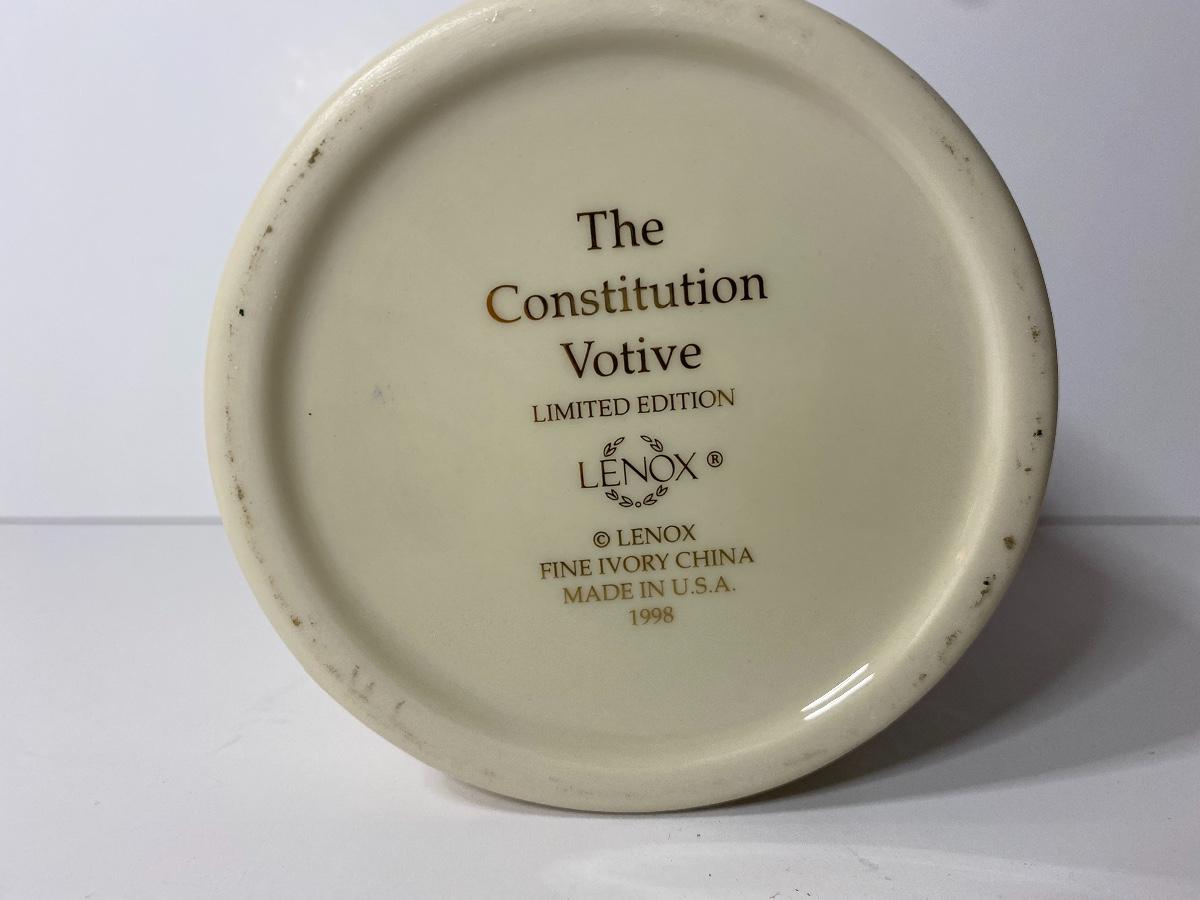 The
Constitution
Votive
LIMITED EDITION
LENOX ®
© LENOX
FINE IVORY CHINA
MADE IN U.S.A.
1998